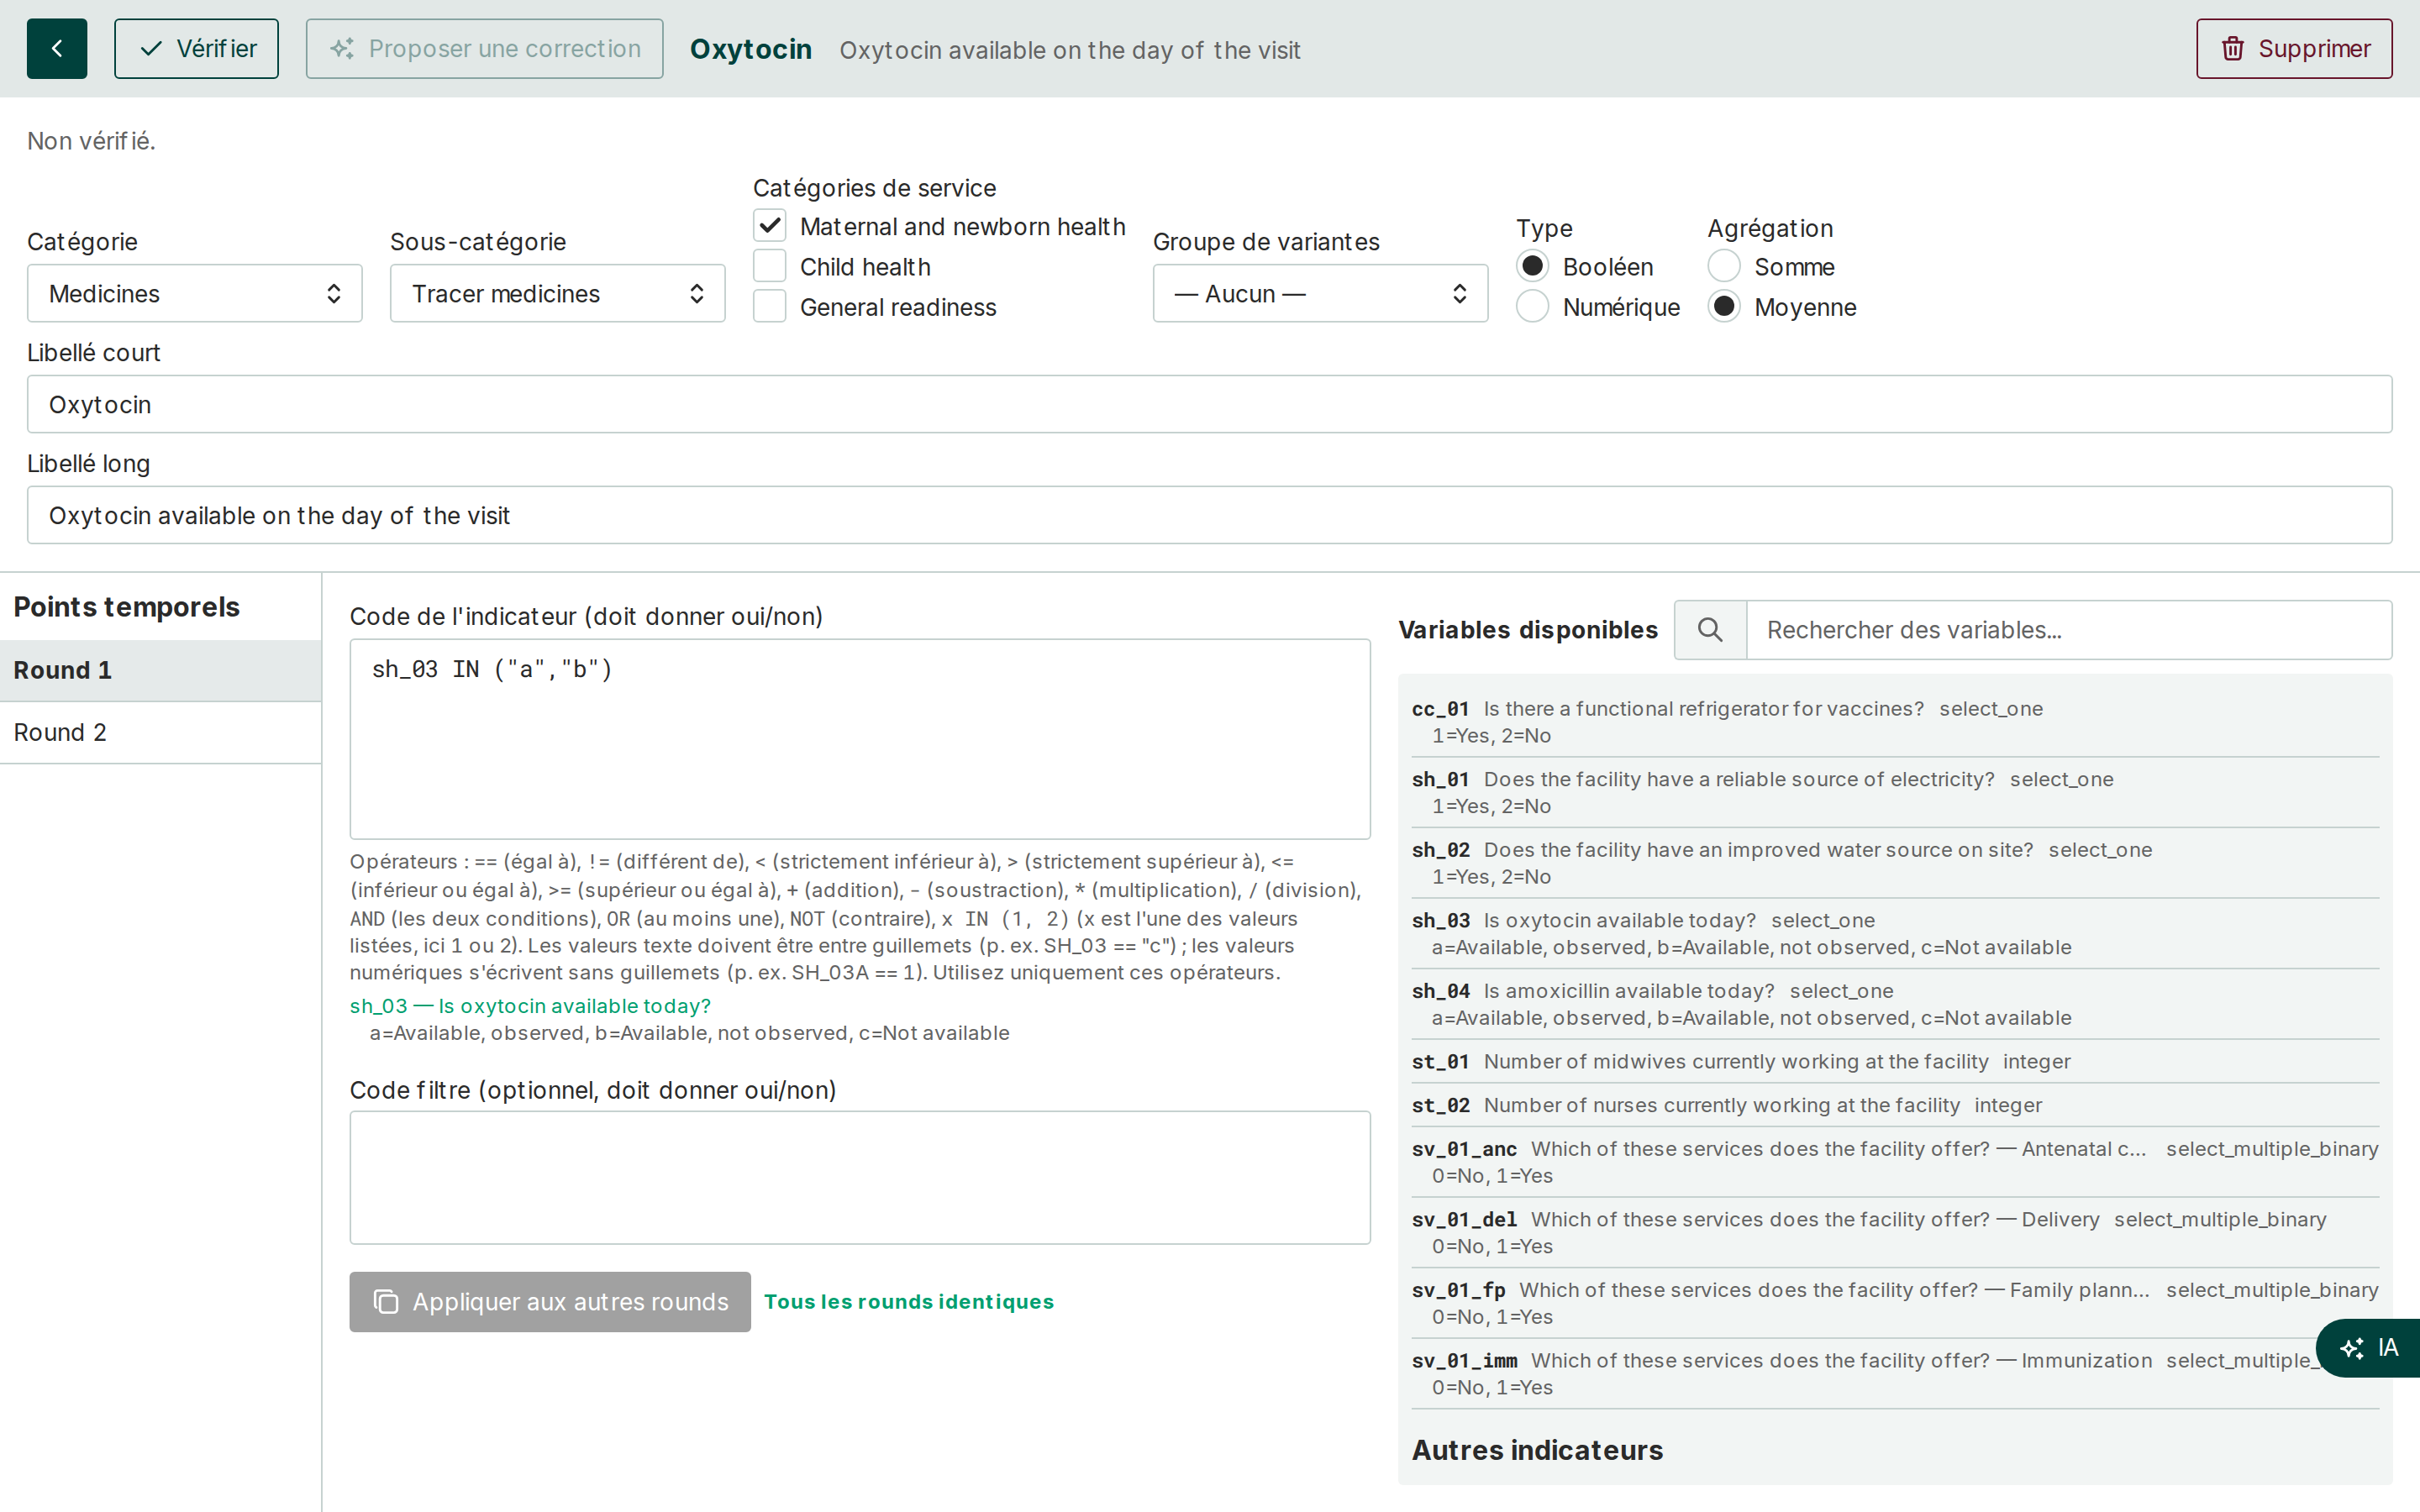 Vérifier
Proposer une correction
Oxytocin
Oxytocin available on the day of the visit
Supprimer
Non vérifié.
Catégorie
Medicines
Sous-catégorie
Tracer medicines
Catégories de service
Maternal and newborn health
Child health
General readiness
Groupe de variantes
— Aucun —
Type
Booléen
Numérique
Agrégation
Somme
Moyenne
Libellé court
Oxytocin
Libellé long
Oxytocin available on the day of the visit
Points temporels
Round 1
Round 2
Code de l'indicateur (doit donner oui/non)
sh_03 IN ("a","b")
Opérateurs : == (égal à), != (différent de), < (strictement inférieur à), > (strictement supérieur à), <=
(inférieur ou égal à), >= (supérieur ou égal à), + (addition), - (soustraction), * (multiplication), / (division),
AND (les deux conditions), OR (au moins une), NOT (contraire), x IN (1, 2) (x est l'une des valeurs
listées, ici 1 ou 2). Les valeurs texte doivent être entre guillemets (p. ex. SH_03 == "c") ; les valeurs
numériques s'écrivent sans guillemets (p. ex. SH_03A == 1). Utilisez uniquement ces opérateurs.
sh_03 — Is oxytocin available today?
a=Available, observed, b=Available, not observed, c=Not available
Code filtre (optionnel, doit donner oui/non)
Appliquer aux autres rounds
Tous les rounds identiques
Variables disponibles
Rechercher des variables...
cc_01 Is there a functional refrigerator for vaccines? select_one
1=Yes, 2=No
sh_01 Does the facility have a reliable source of electricity? select_one
1=Yes, 2=No
sh_02 Does the facility have an improved water source on site? select_one
1=Yes, 2=No
sh_03 Is oxytocin available today? select_one
a=Available, observed, b=Available, not observed, c=Not available
sh_04 Is amoxicillin available today? select_one
a=Available, observed, b=Available, not observed, c=Not available
st_01 Number of midwives currently working at the facility integer
st_02 Number of nurses currently working at the facility integer
sv_01_anc Which of these services does the facility offer? — Antenatal c... select_multiple_binary
0=No, 1=Yes
sv_01_del Which of these services does the facility offer? — Delivery select_multiple_binary
0=No, 1=Yes
sv_01_fp Which of these services does the facility offer? — Family plann... select_multiple_binary
0=No, 1=Yes
sv_01_imm Which of these services does the facility offer? — Immunization select_multiple_
0=No, 1=Yes
IA
Autres indicateurs